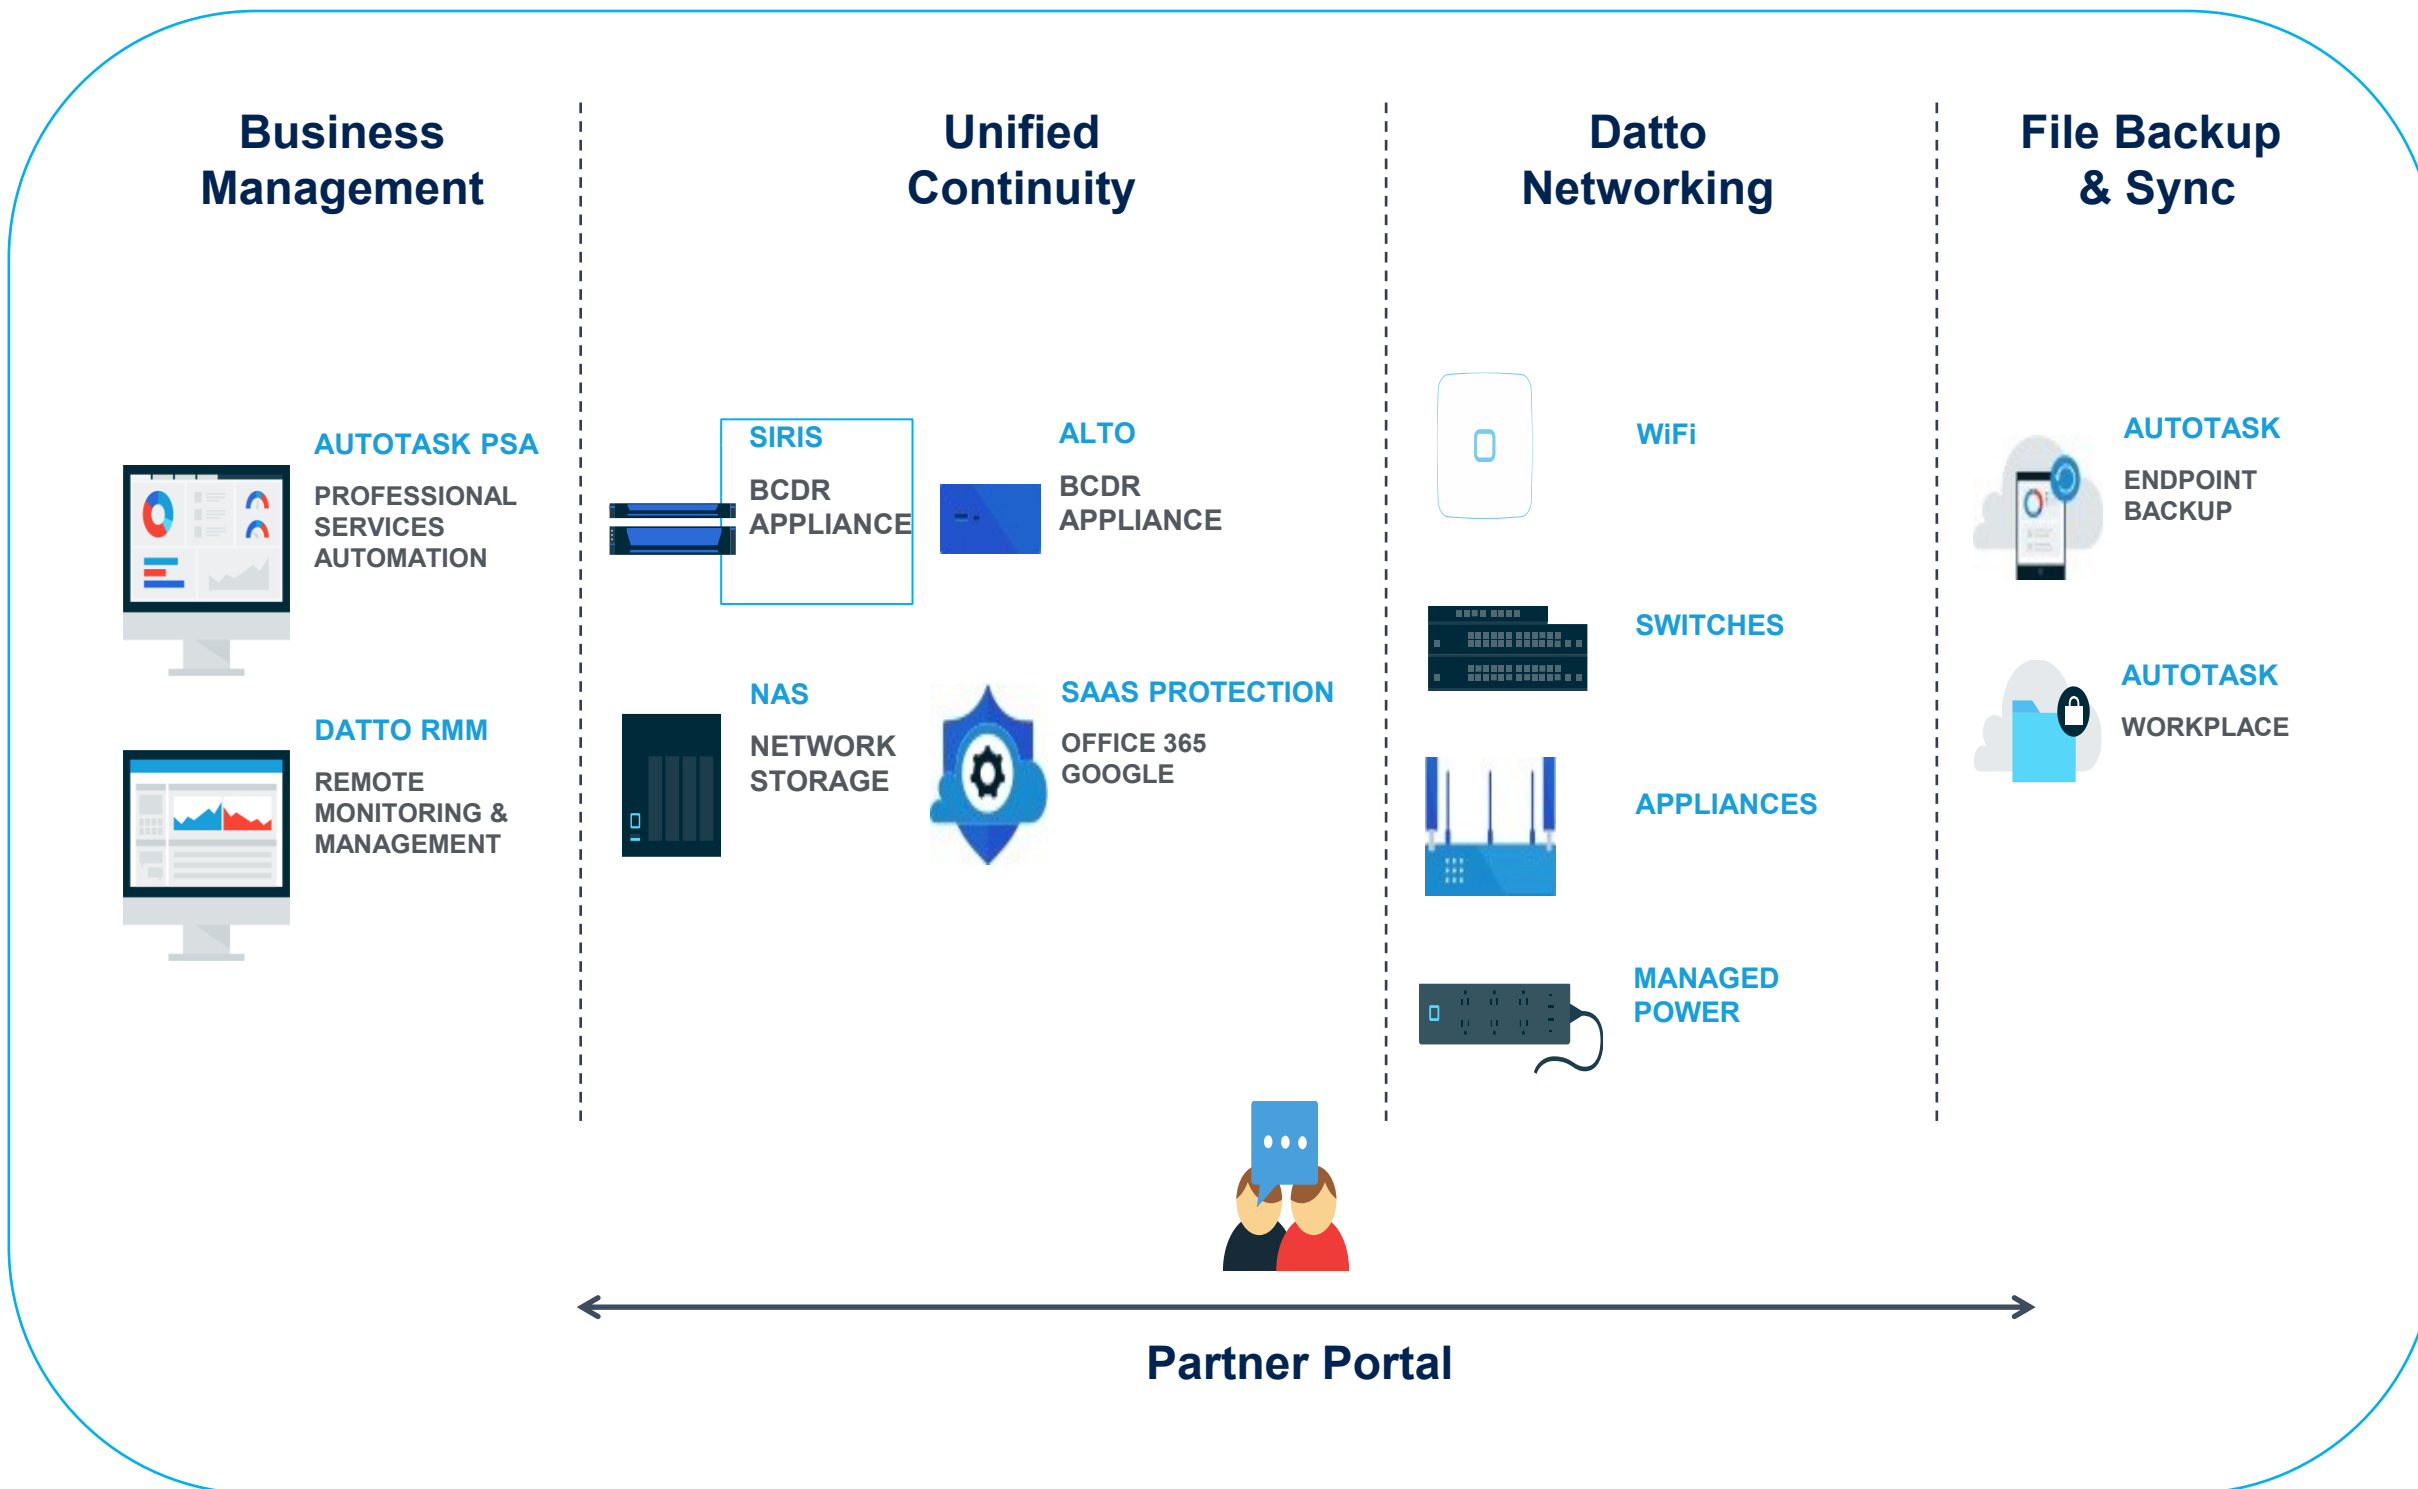 Business
Management
Unified
Continuity
Datto
Networking
File Backup
& Sync
AUTOTASK PSA
PROFESSIONAL
SERVICES
AUTOMATION
DATTO RMM
REMOTE
MONITORING &
MANAGEMENT
SIRIS
BCDR
APPLIANCE
ALTO
BCDR
APPLIANCE
NAS
NETWORK
STORAGE
SAAS PROTECTION
OFFICE 365
GOOGLE
WiFi
SWITCHES
APPLIANCES
MANAGED
POWER
AUTOTASK
ENDPOINT
BACKUP
AUTOTASK
WORKPLACE
Partner Portal